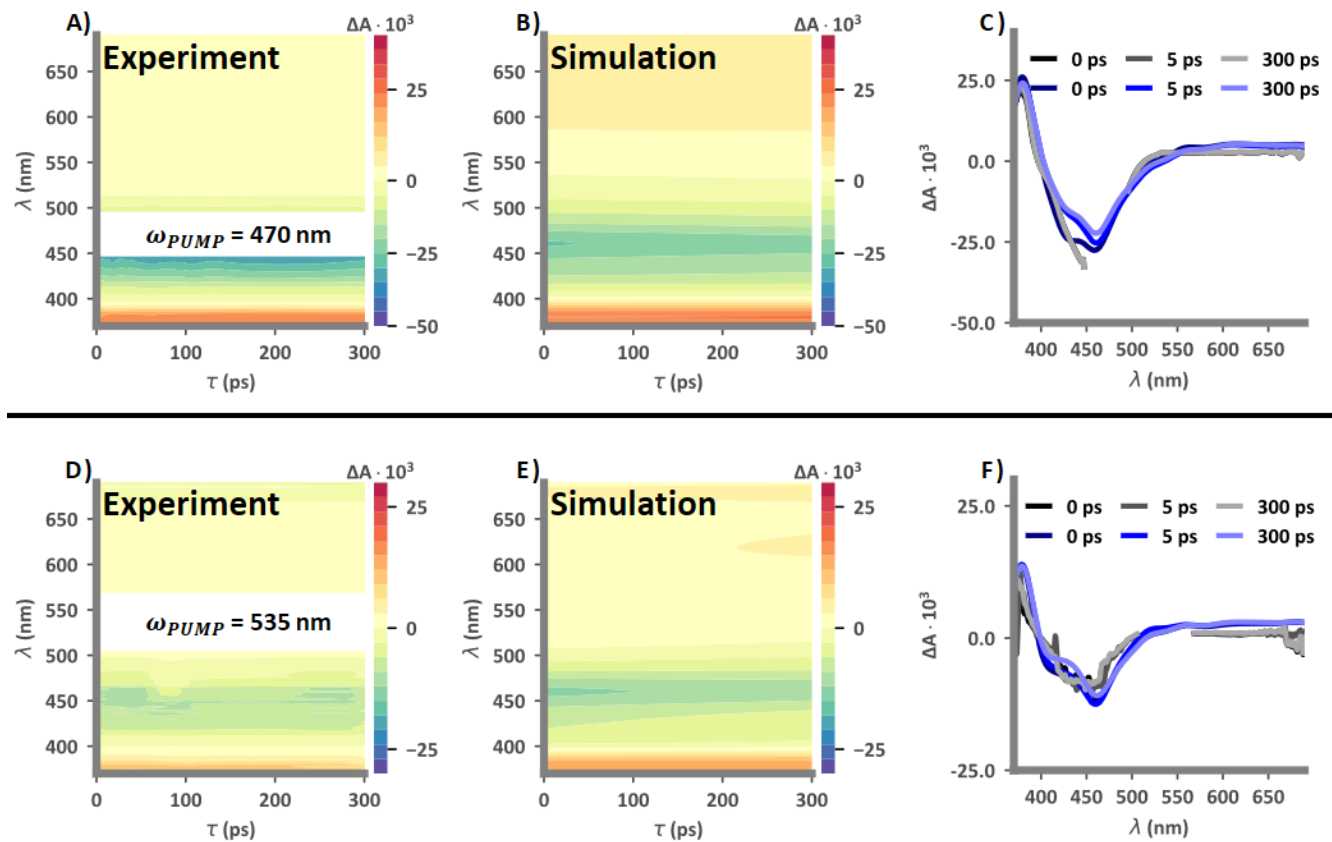 A)
ΔA · 10³
Experiment
650
600
550
500
450
400
λ (nm)
ω_PUMP = 470 nm
25
0
−25
−50
0
100
200
300
τ (ps)
B)
ΔA · 10³
Simulation
650
600
550
500
450
400
λ (nm)
25
0
−25
−50
0
100
200
300
τ (ps)
C)
0 ps 5 ps 300 ps
0 ps 5 ps 300 ps
25.0
0.0
-25.0
-50.0
ΔA · 10³
400 450 500 550 600 650
λ (nm)
D)
ΔA · 10³
Experiment
650
600
550
500
450
400
λ (nm)
ω_PUMP = 535 nm
25
0
−25
0
100
200
300
τ (ps)
E)
ΔA · 10³
Simulation
650
600
550
500
450
400
λ (nm)
25
0
−25
0
100
200
300
τ (ps)
F)
0 ps 5 ps 300 ps
0 ps 5 ps 300 ps
25.0
0.0
-25.0
ΔA · 10³
400 450 500 550 600 650
λ (nm)